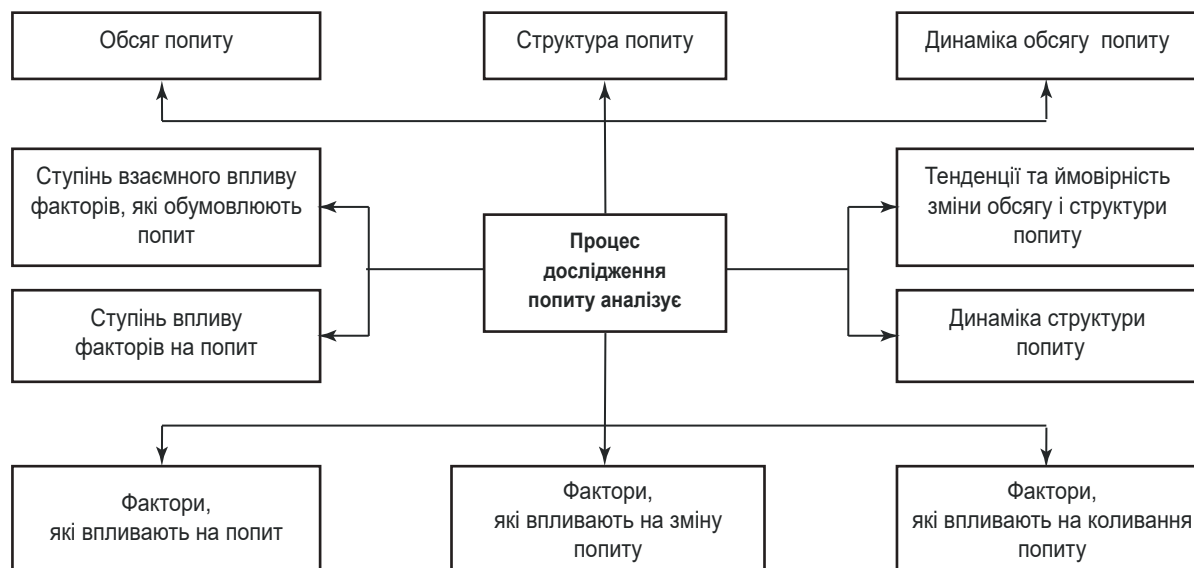 Обсяг попиту
Структура попиту
Динаміка обсягу попиту
Ступінь взаємного впливу
факторів, які обумовлюють
попит
Тенденції та ймовірність
зміни обсягу і структури
попиту
Процес
дослідження
попиту аналізує
Ступінь впливу
факторів на попит
Динаміка структури
попиту
Фактори,
які впливають на попит
Фактори,
які впливають на зміну
попиту
Фактори,
які впливають на коливання
попиту